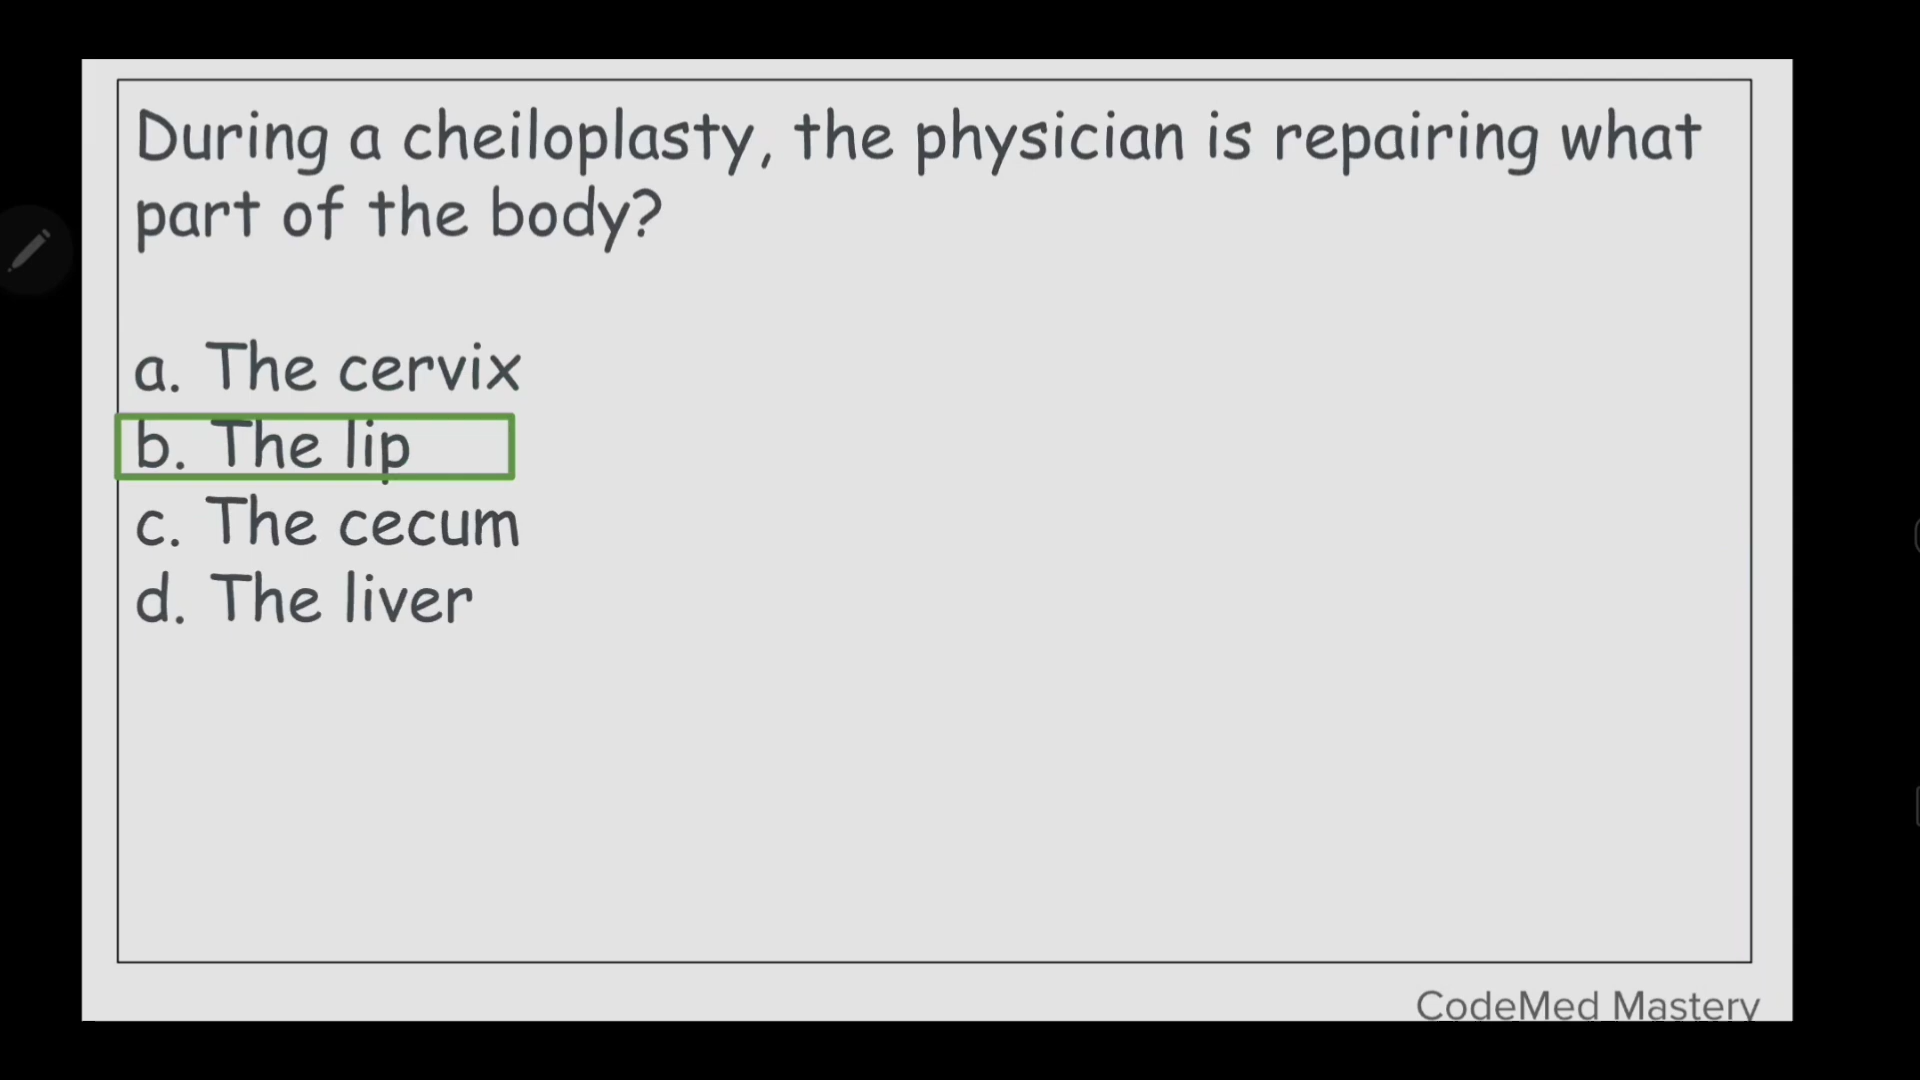 During a cheiloplasty, the physician is repairing what
part of the body?
a. The cervix
b. The lip
c. The cecum
d. The liver
CodeMed Mastery